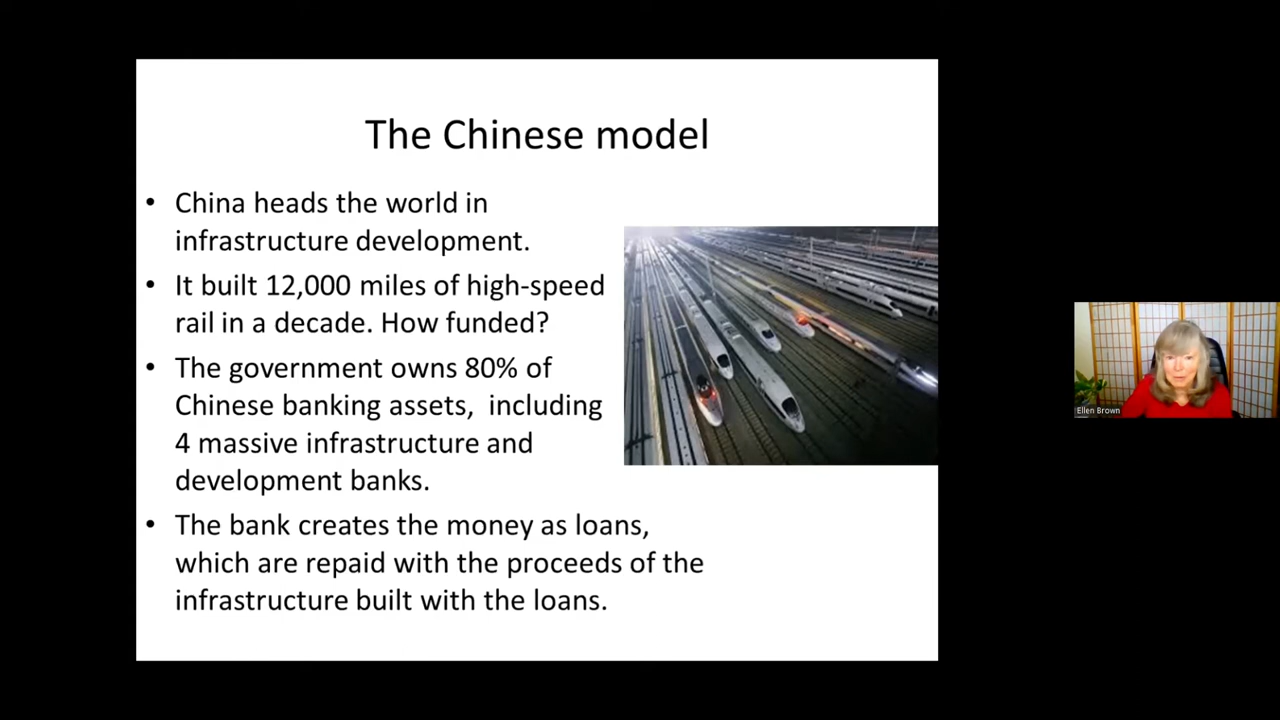 The Chinese model
• China heads the world in
infrastructure development.
• It built 12,000 miles of high-speed
rail in a decade. How funded?
• The government owns 80% of
Chinese banking assets,  including
4 massive infrastructure and
development banks.
• The bank creates the money as loans,
which are repaid with the proceeds of the
infrastructure built with the loans.
Ellen Brown